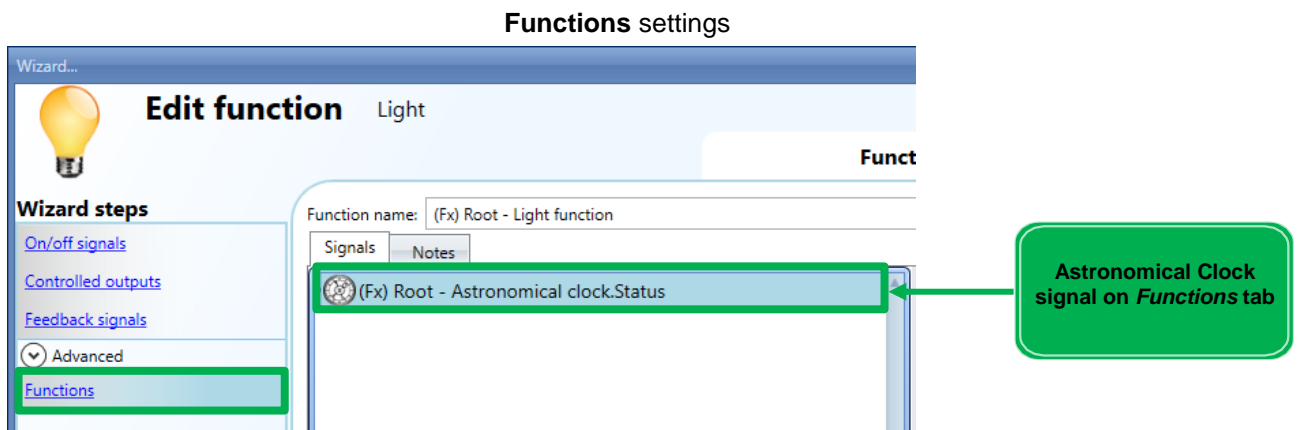 Functions settings
Wizard...
Edit function Light
Funct
Wizard steps
On/off signals
Controlled outputs
Feedback signals
Advanced
Functions
Function name: (Fx) Root - Light function
Signals Notes
(Fx) Root - Astronomical clock.Status
Astronomical Clock
signal on Functions tab